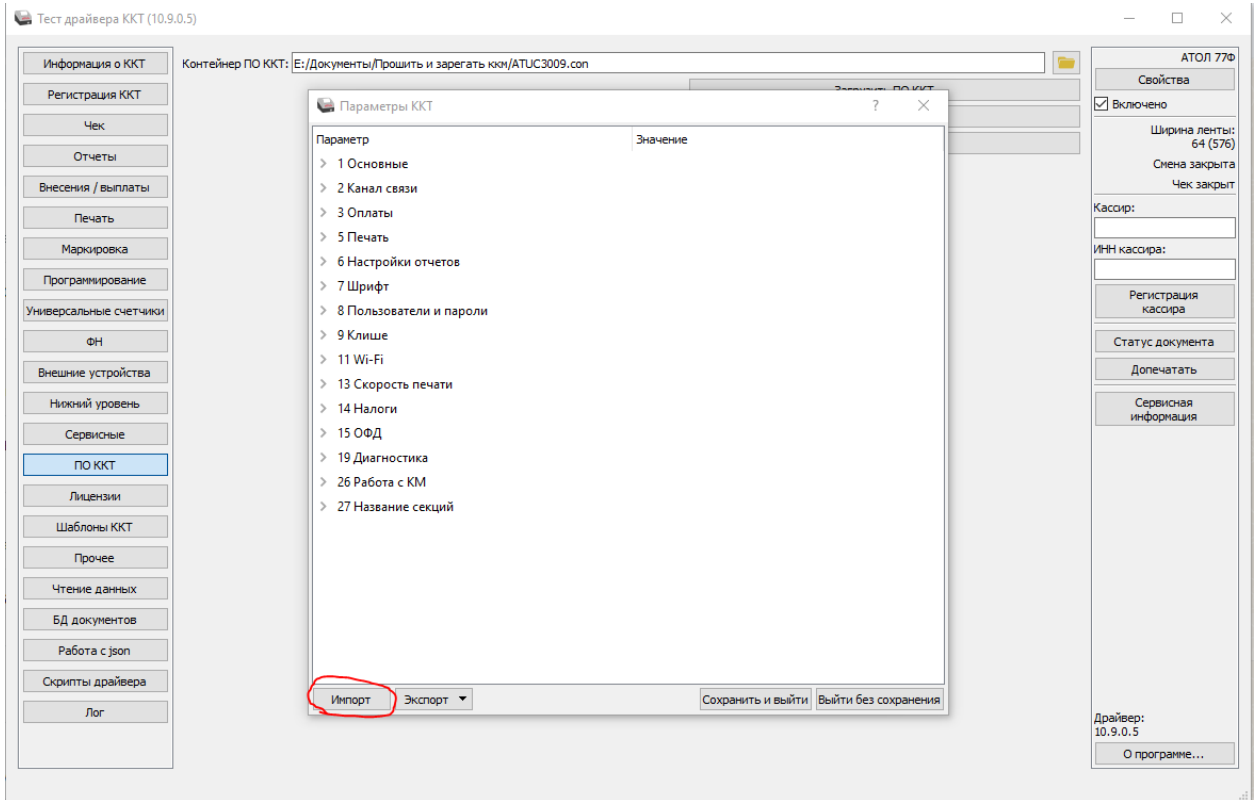 Тест драйвера ККТ (10.9.0.5)
Информация о ККТ
Регистрация ККТ
Чек
Отчеты
Внесения / выплаты
Печать
Маркировка
Программирование
Универсальные счетчики
ФН
Внешние устройства
Нижний уровень
Сервисные
ПО ККТ
Лицензии
Шаблоны ККТ
Прочее
Чтение данных
БД документов
Работа с json
Скрипты драйвера
Лог
Контейнер ПО ККТ: E:/Документы/Прошить и зарегать ккм/ATUC3009.con
Загрузить ПО ККТ
Параметры ККТ ?
Параметр Значение
1 Основные
2 Канал связи
3 Оплаты
5 Печать
6 Настройки отчетов
7 Шрифт
8 Пользователи и пароли
9 Клише
11 Wi-Fi
13 Скорость печати
14 Налоги
15 ОФД
19 Диагностика
26 Работа с КМ
27 Название секций
Импорт Экспорт Сохранить и выйти Выйти без сохранения
АТОЛ 77Ф
Свойства
Включено
Ширина ленты:
64 (576)
Смена закрыта
Чек закрыт
Кассир:
ИНН кассира:
Регистрация
кассира
Статус документа
Допечатать
Сервисная
информация
Драйвер:
10.9.0.5
О программе...